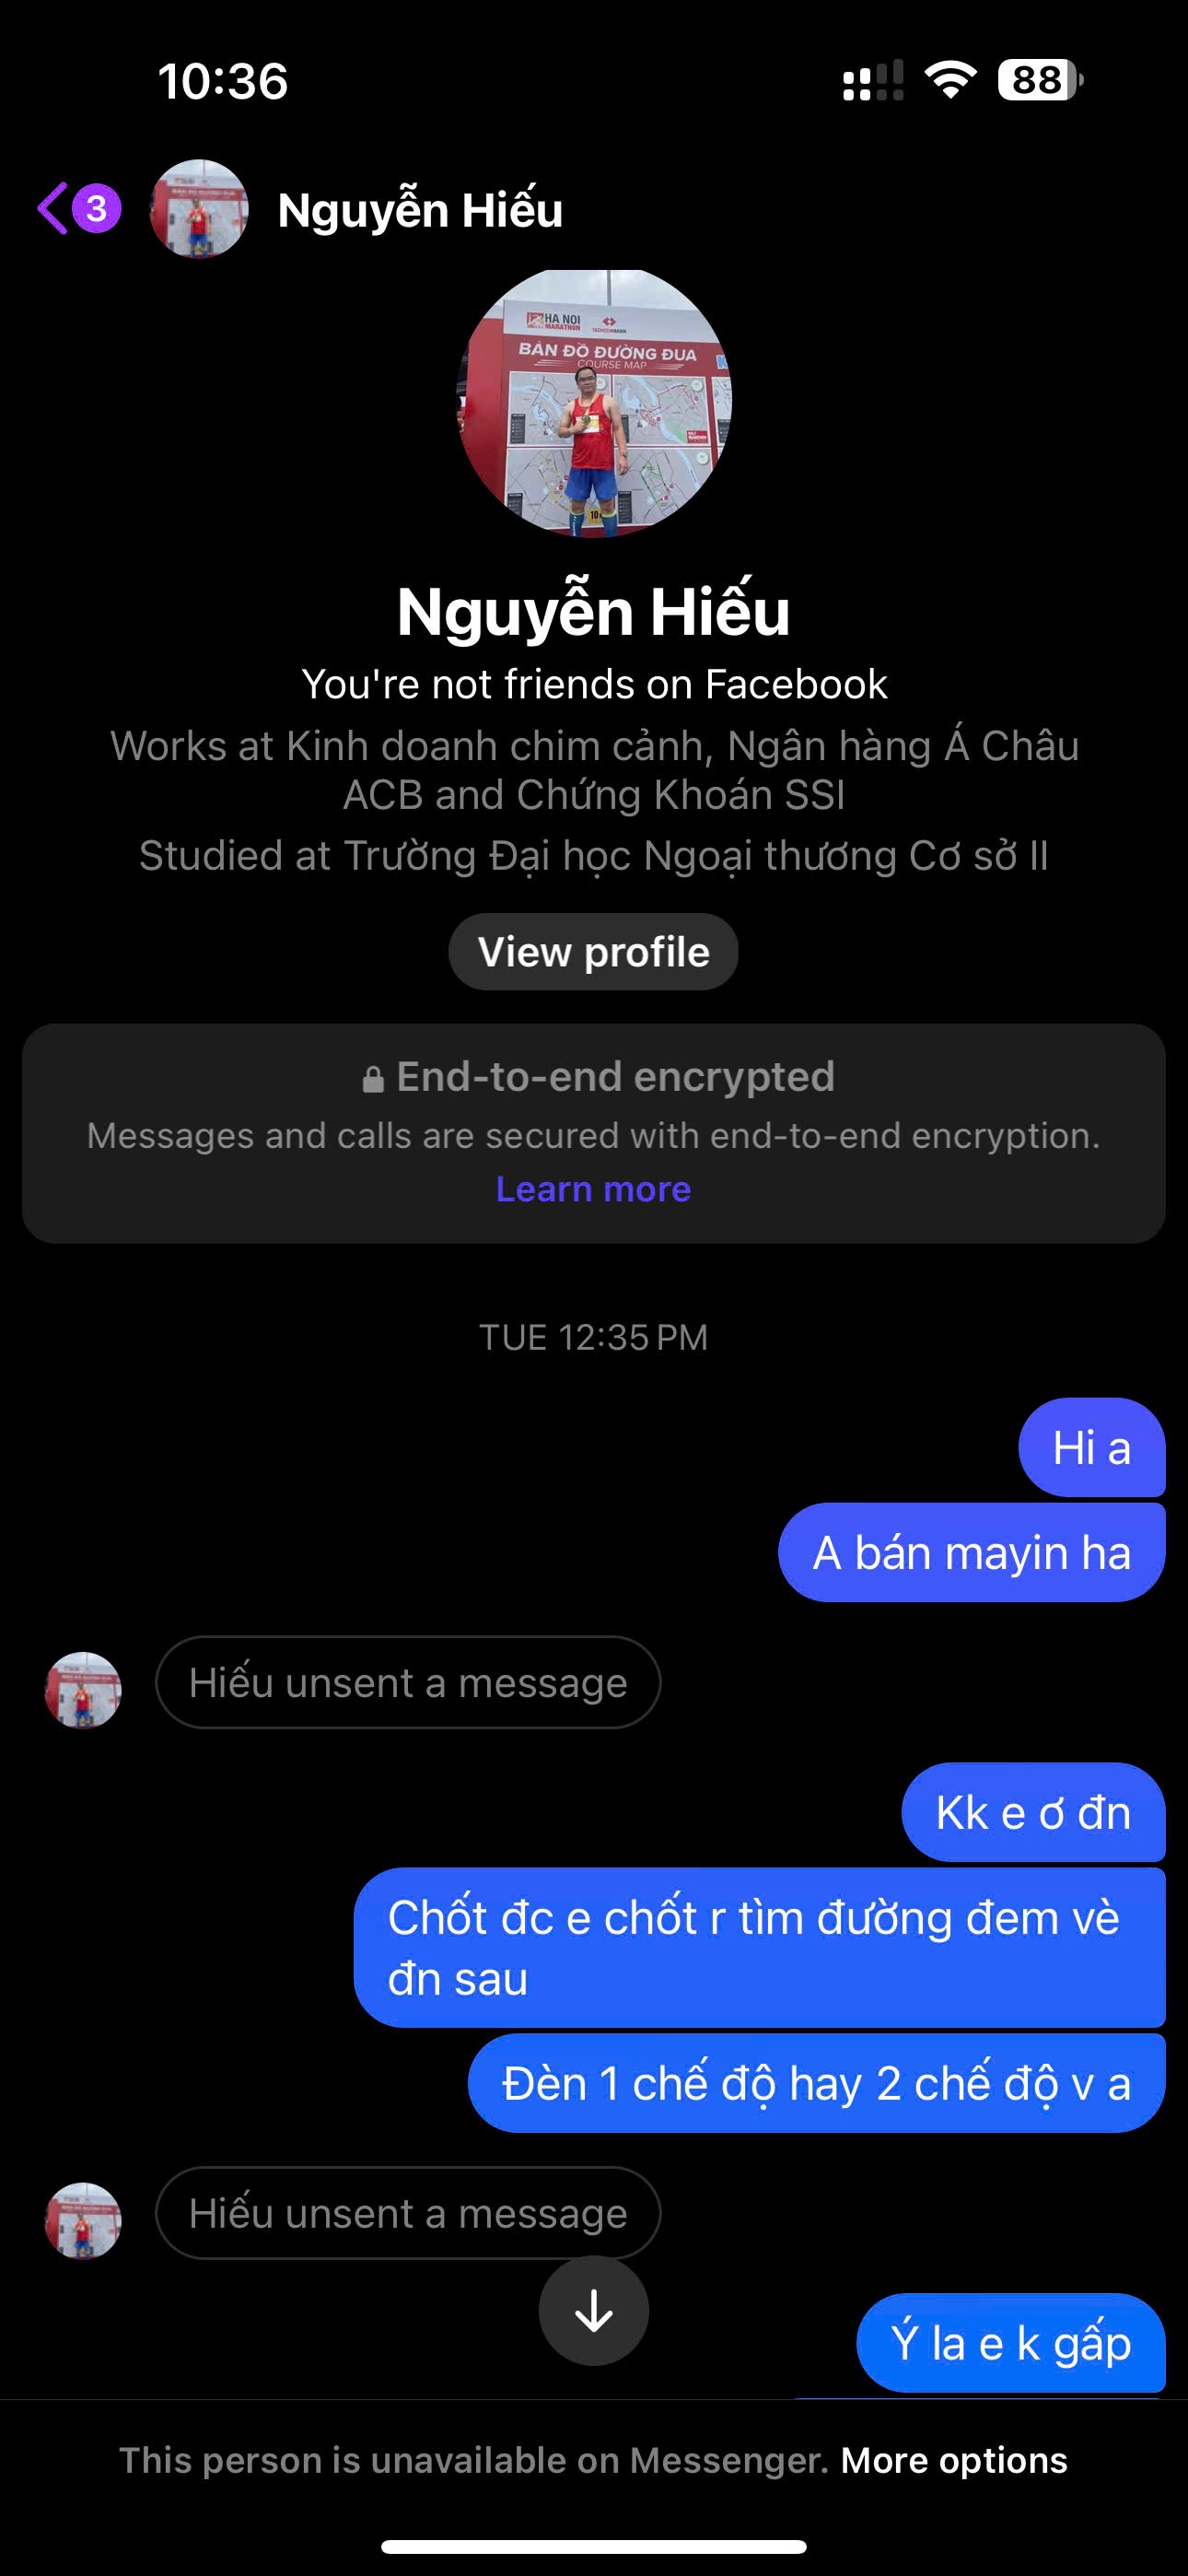 10:36
88
3
Nguyễn Hiếu
HA NOI
MARATHON
TECHCOMBANK
BẢN ĐỒ ĐƯỜNG ĐUA
COURSE MAP
Nguyễn Hiếu
You're not friends on Facebook
Works at Kinh doanh chim cảnh, Ngân hàng Á Châu
ACB and Chứng Khoán SSI
Studied at Trường Đại học Ngoại thương Cơ sở II
View profile
End-to-end encrypted
Messages and calls are secured with end-to-end encryption.
Learn more
TUE 12:35 PM
Hi a
A bán mayin ha
Hiếu unsent a message
Kk e ơ đn
Chốt đc e chốt r tìm đường đem vè
đn sau
Đèn 1 chế độ hay 2 chế độ v a
Hiếu unsent a message
Ý la e k gấp
This person is unavailable on Messenger. More options